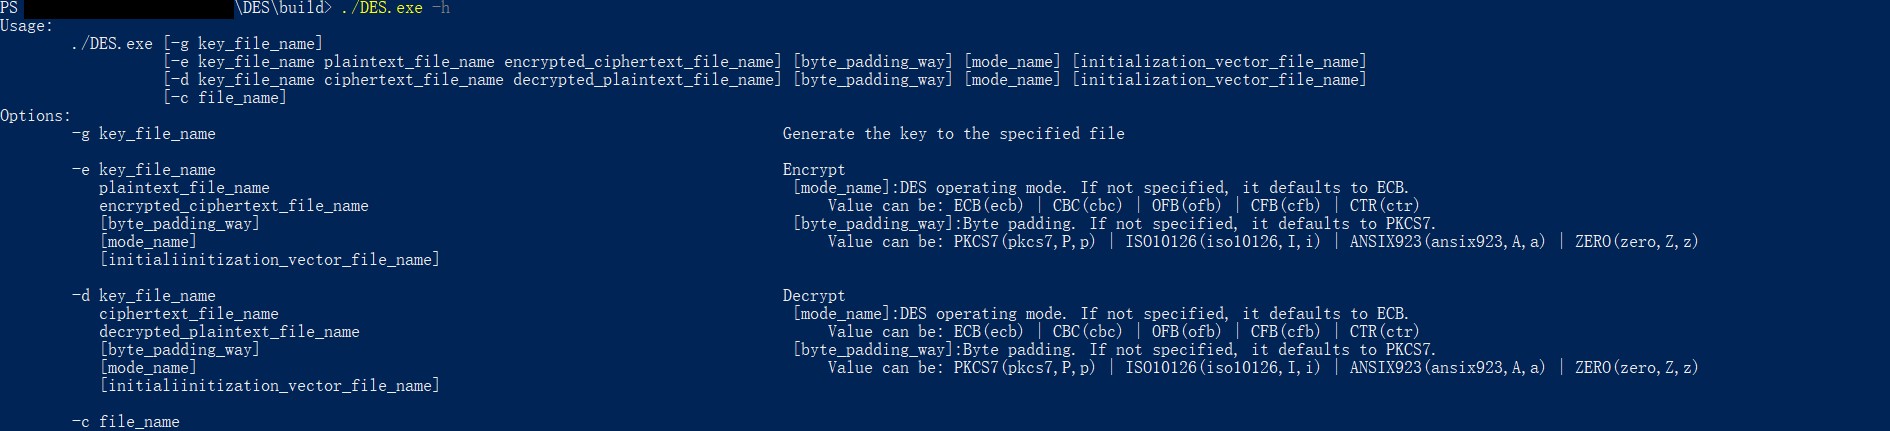 PS \DES\build> ./DES.exe -h
Usage:
./DES.exe [-g key_file_name]
[-e key_file_name plaintext_file_name encrypted_ciphertext_file_name] [byte_padding_way] [mode_name] [initialization_vector_file_name]
[-d key_file_name ciphertext_file_name decrypted_plaintext_file_name] [byte_padding_way] [mode_name] [initialization_vector_file_name]
[-c file_name]
Options:
-g key_file_name Generate the key to the specified file
-e key_file_name Encrypt
plaintext_file_name [mode_name]:DES operating mode. If not specified, it defaults to ECB.
encrypted_ciphertext_file_name Value can be: ECB(ecb) | CBC(cbc) | OFB(ofb) | CFB(cfb) | CTR(ctr)
[byte_padding_way] [byte_padding_way]:Byte padding. If not specified, it defaults to PKCS7.
[mode_name] Value can be: PKCS7(pkcs7,P,p) | ISO10126(iso10126,I,i) | ANSIX923(ansix923,A,a) | ZERO(zero,Z,z)
[initialiinitization_vector_file_name]
-d key_file_name Decrypt
ciphertext_file_name [mode_name]:DES operating mode. If not specified, it defaults to ECB.
decrypted_plaintext_file_name Value can be: ECB(ecb) | CBC(cbc) | OFB(ofb) | CFB(cfb) | CTR(ctr)
[byte_padding_way] [byte_padding_way]:Byte padding. If not specified, it defaults to PKCS7.
[mode_name] Value can be: PKCS7(pkcs7,P,p) | ISO10126(iso10126,I,i) | ANSIX923(ansix923,A,a) | ZERO(zero,Z,z)
[initialiinitization_vector_file_name]
-c file_name